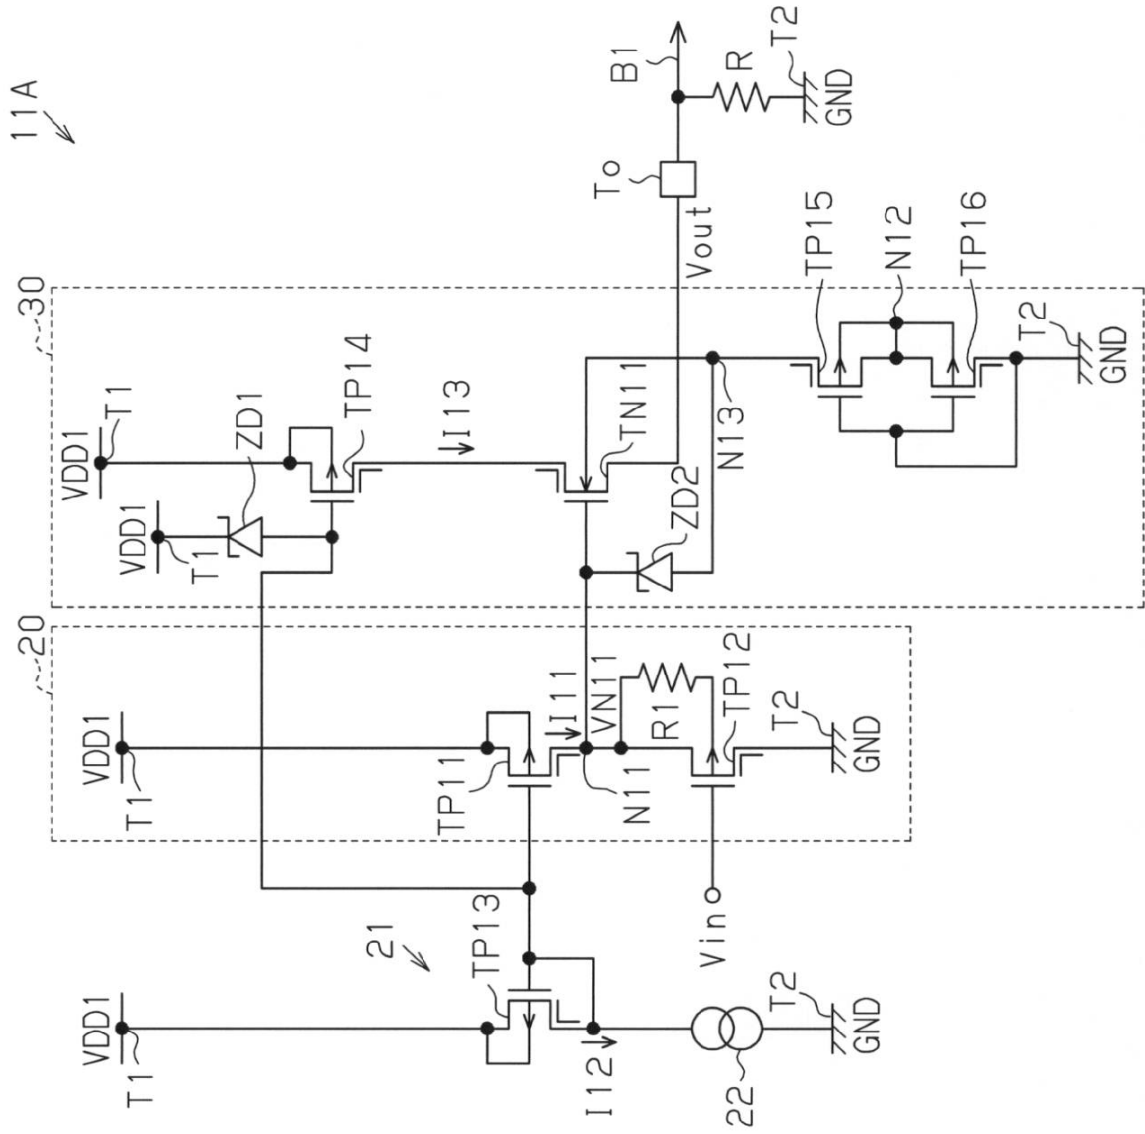 11A
30
20
VDD1
T1
VDD1
T1
ZD1
TP14
I13
TN11
ZD2
N13
Vout
To
B1
R
T2
GND
TP15
N12
TP16
T2
GND
VDD1
T1
TP11
I11
VN11
N11
R1
TP12
T2
GND
Vin
21
VDD1
T1
TP13
I12
22
T2
GND